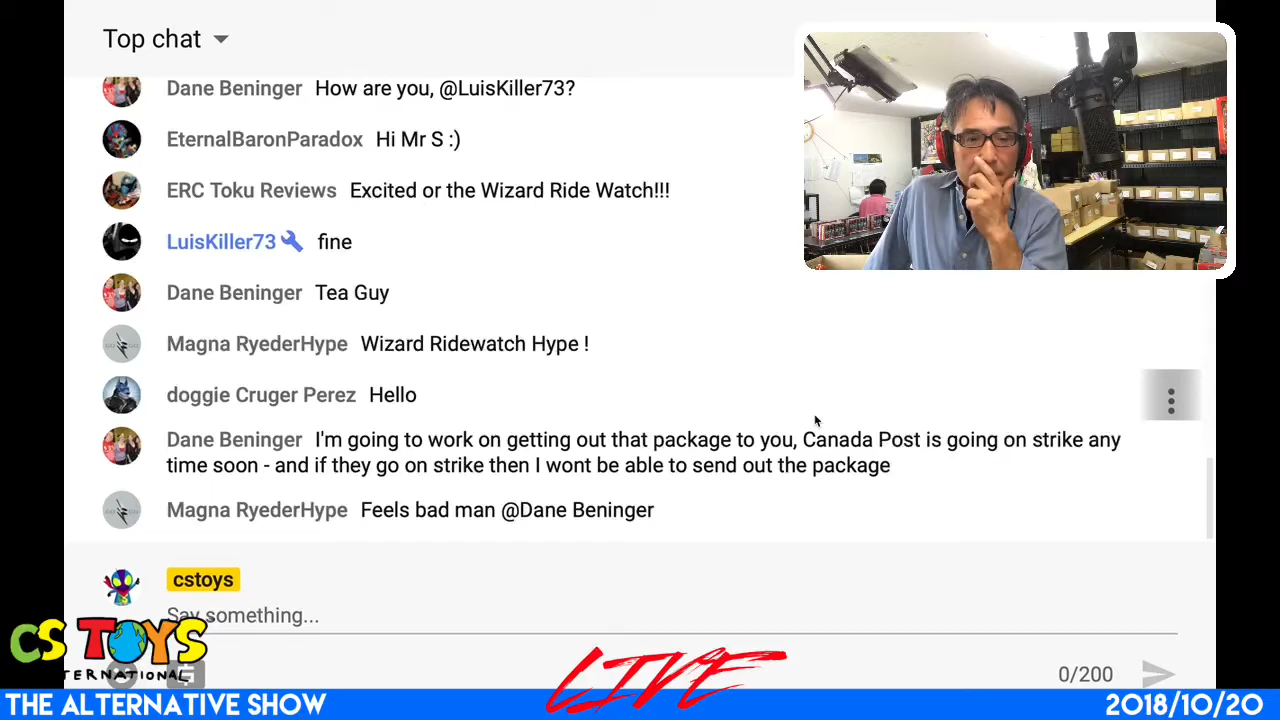 Top chat
Dane Beninger How are you, @LuisKiller73?
EternalBaronParadox Hi Mr S :)
ERC Toku Reviews Excited or the Wizard Ride Watch!!!
LuisKiller73 fine
Dane Beninger Tea Guy
Magna RyederHype Wizard Ridewatch Hype !
doggie Cruger Perez Hello
Dane Beninger I'm going to work on getting out that package to you, Canada Post is going on strike any
time soon - and if they go on strike then I wont be able to send out the package
Magna RyederHype Feels bad man @Dane Beninger
cstoys
Say something...
CS TOYS
TERNATIONAL
LIVE
0/200
THE ALTERNATIVE SHOW
2018/10/20